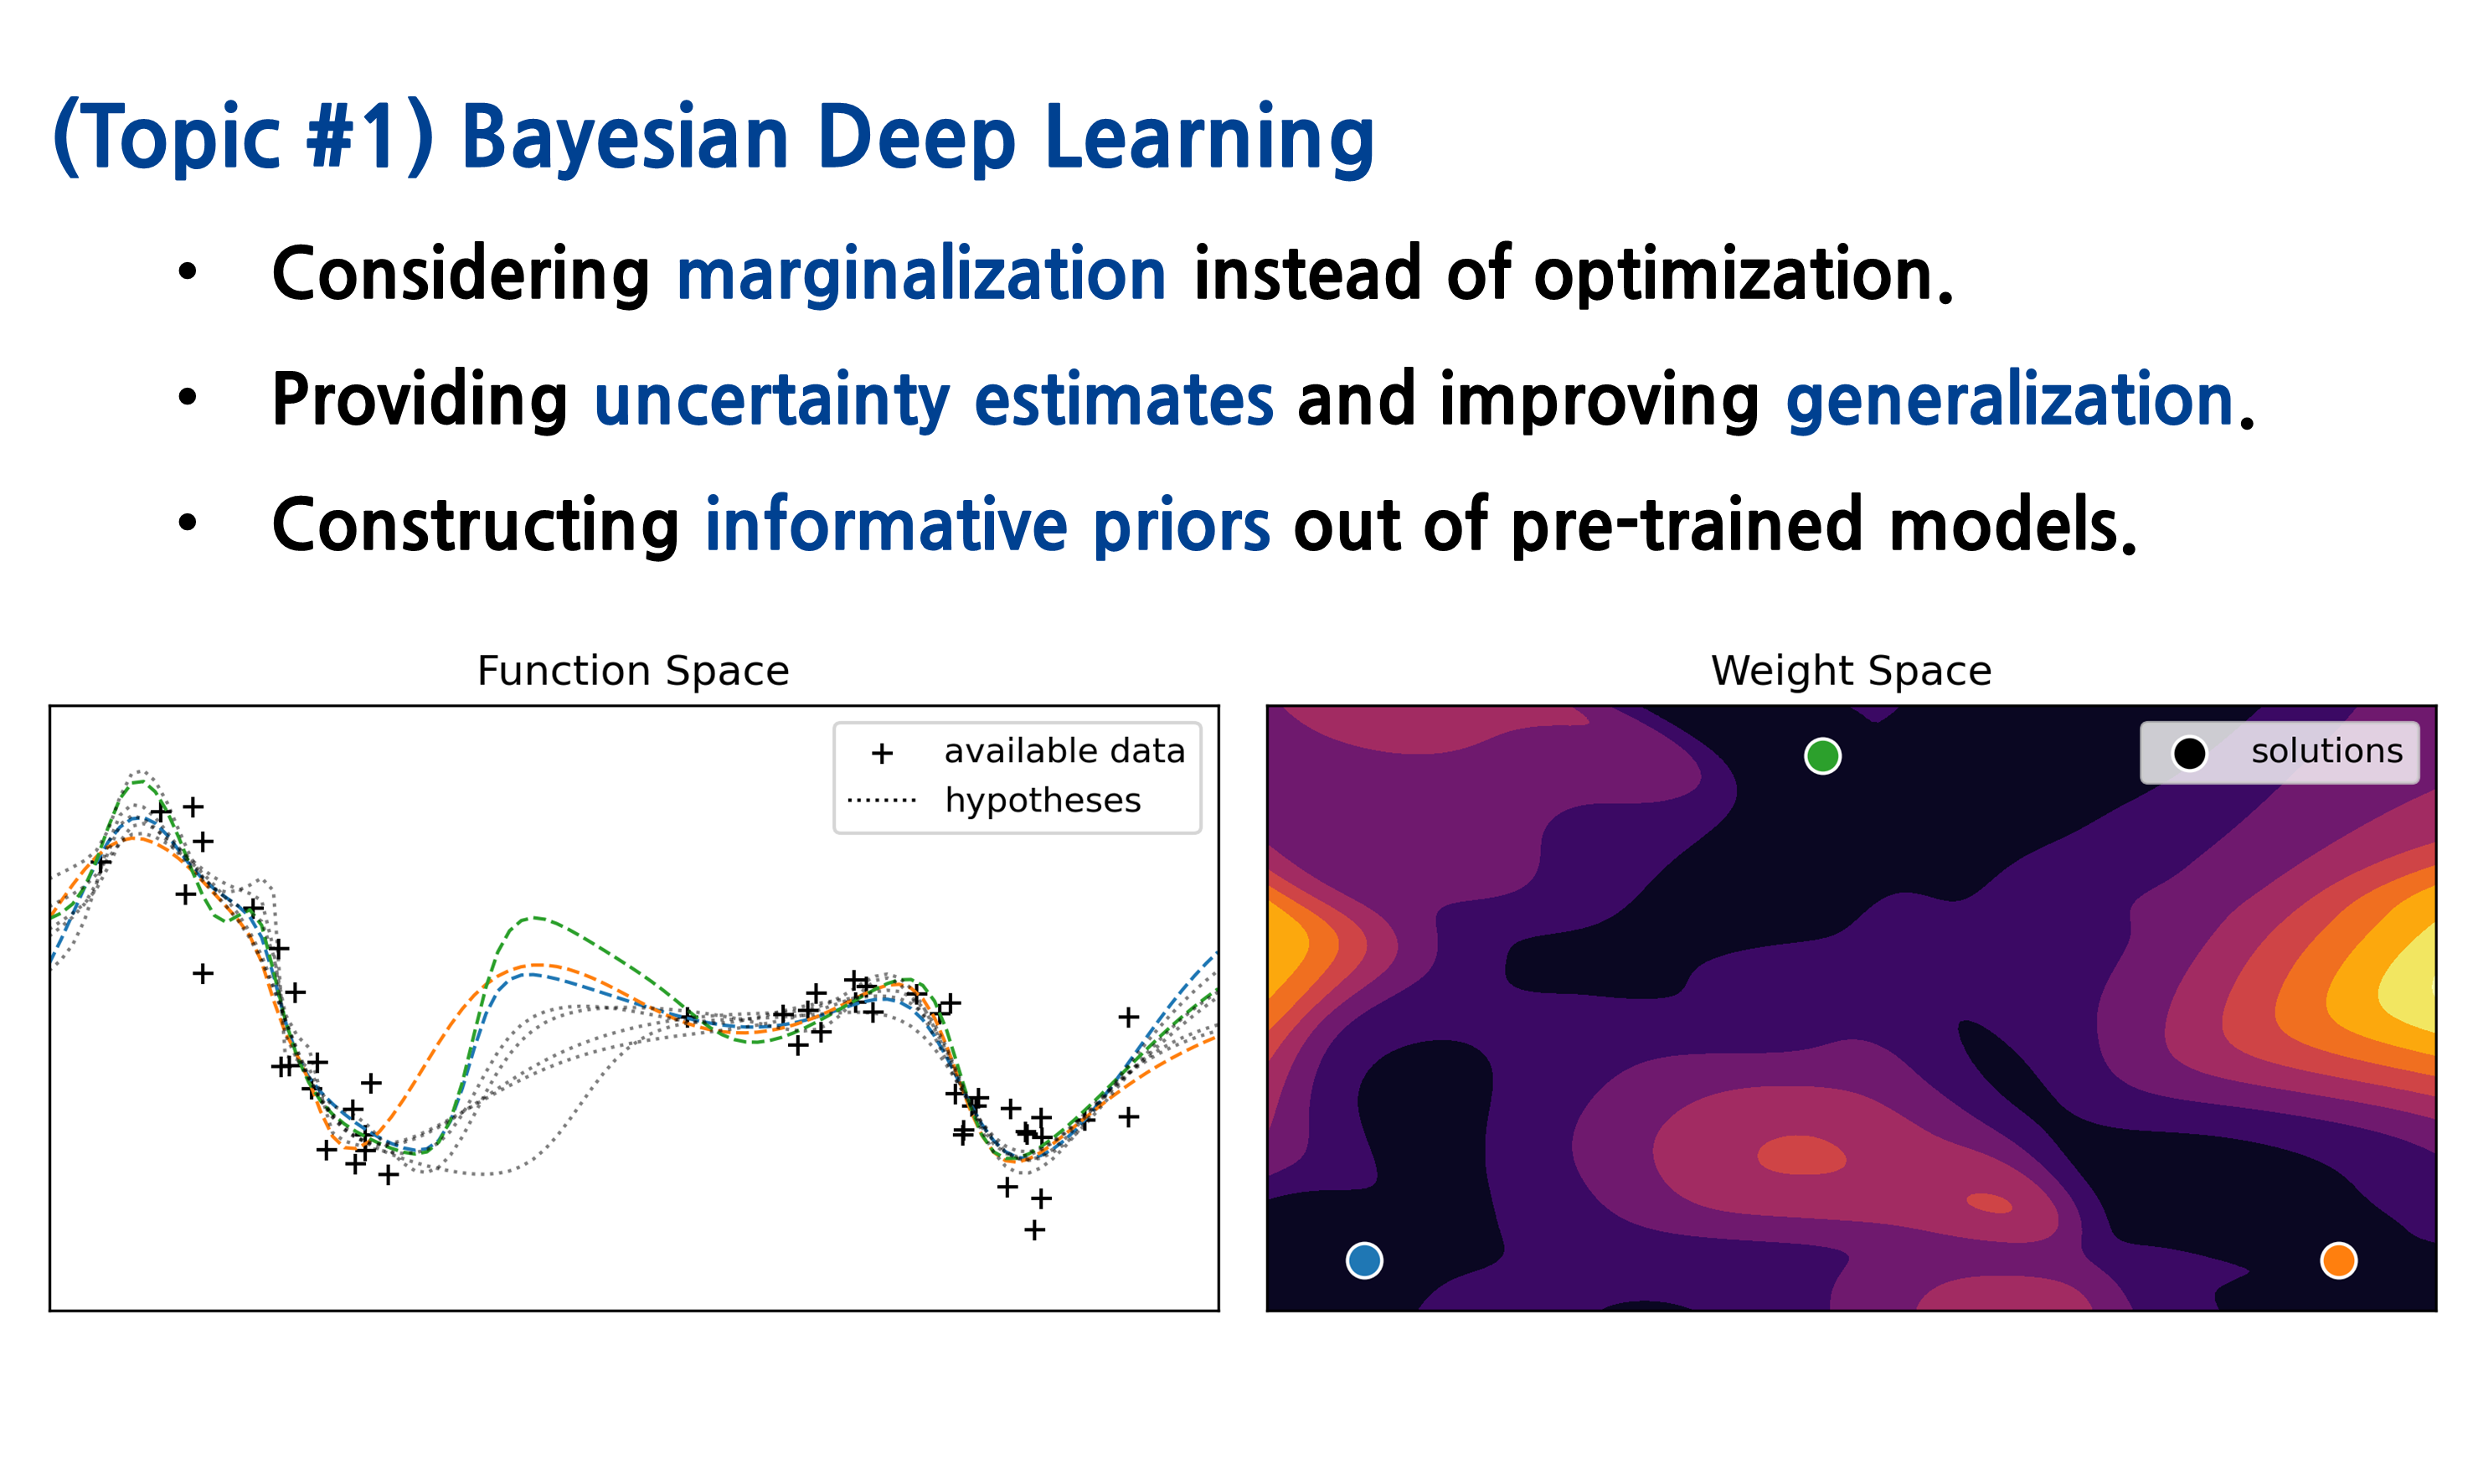 (Topic #1) Bayesian Deep Learning
• Considering marginalization instead of optimization.
• Providing uncertainty estimates and improving generalization.
• Constructing informative priors out of pre-trained models.
Function Space
available data
hypotheses
Weight Space
solutions